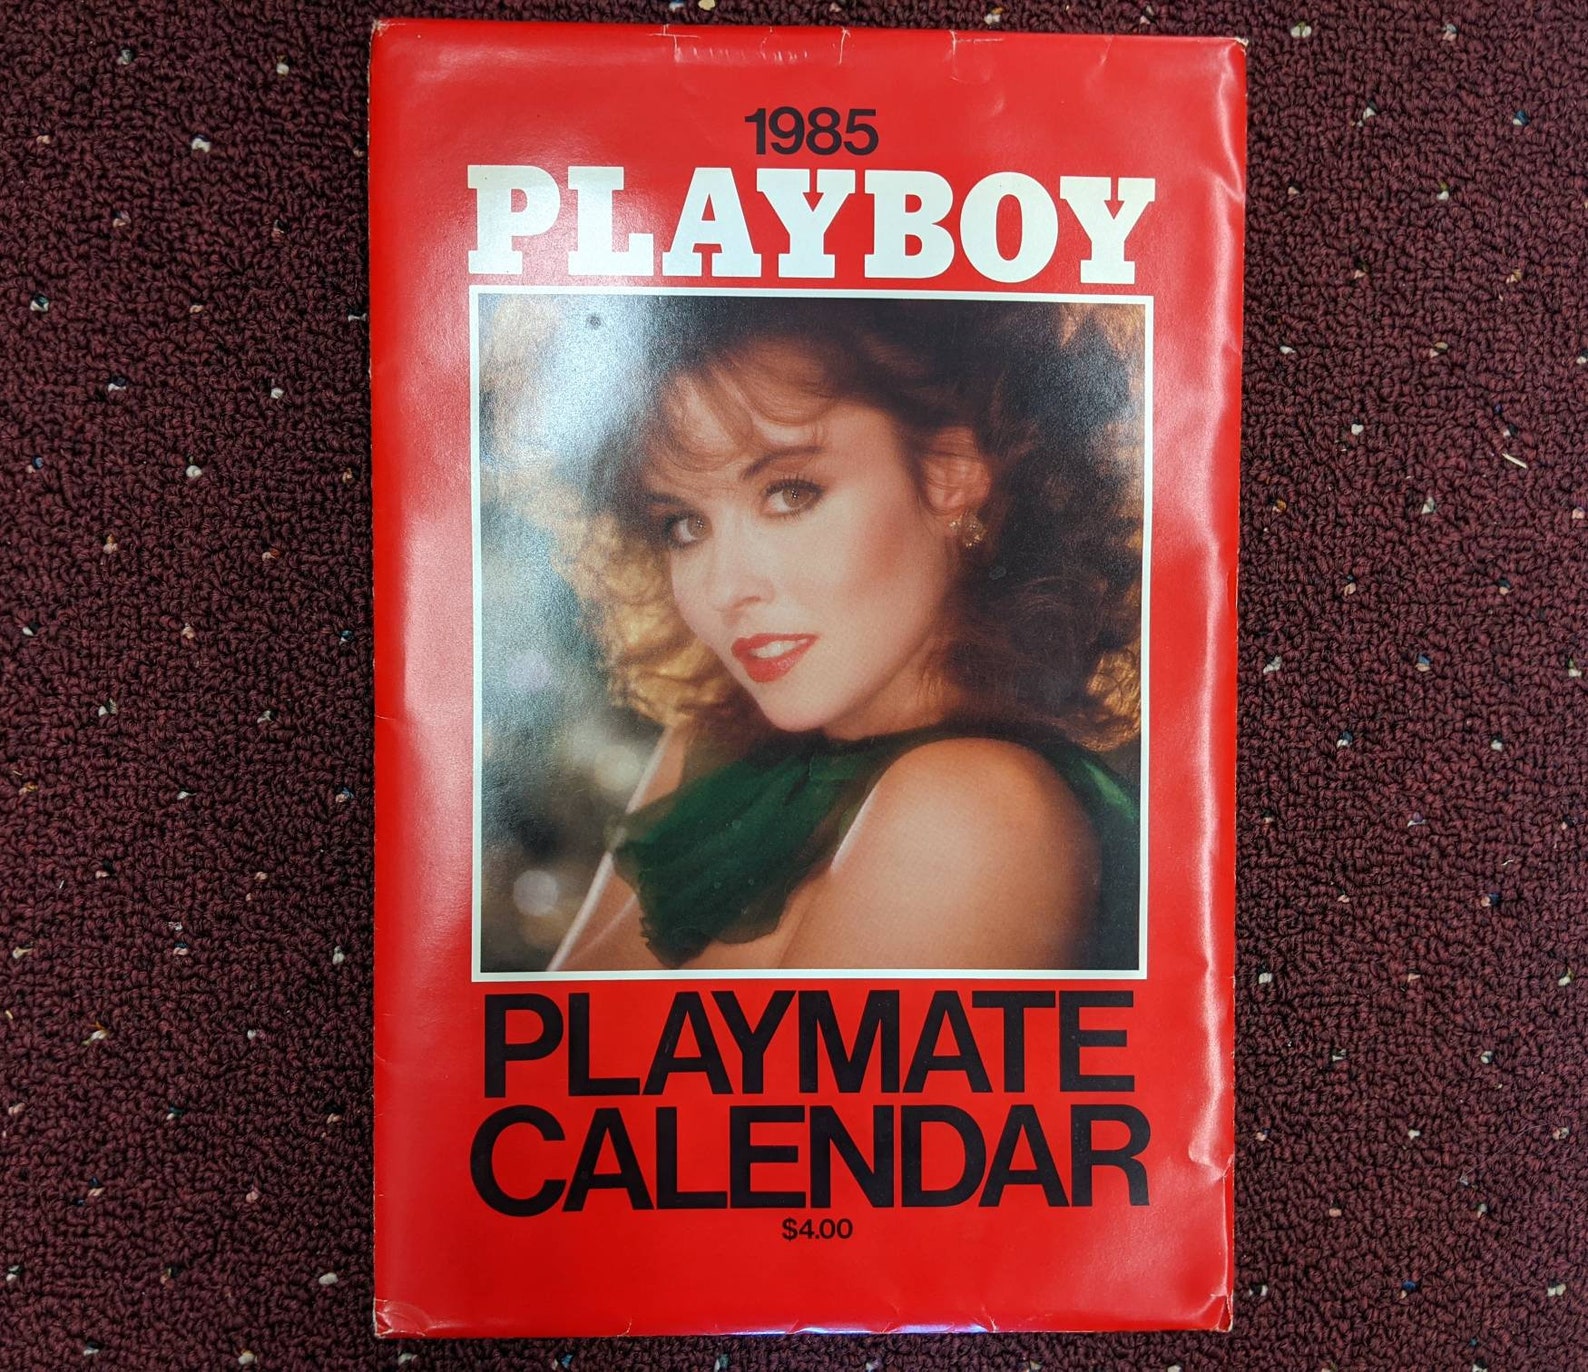 1985
PLAYBOY
PLAYMATE
CALENDAR
$4.00